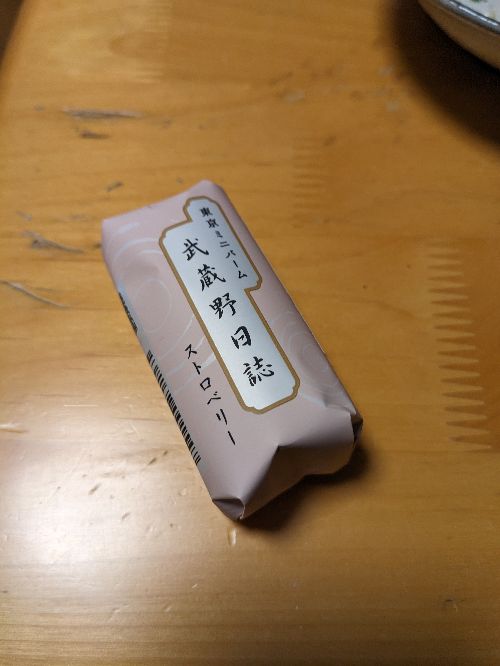 東京ミニバーム
武蔵野日誌
ストロベリー